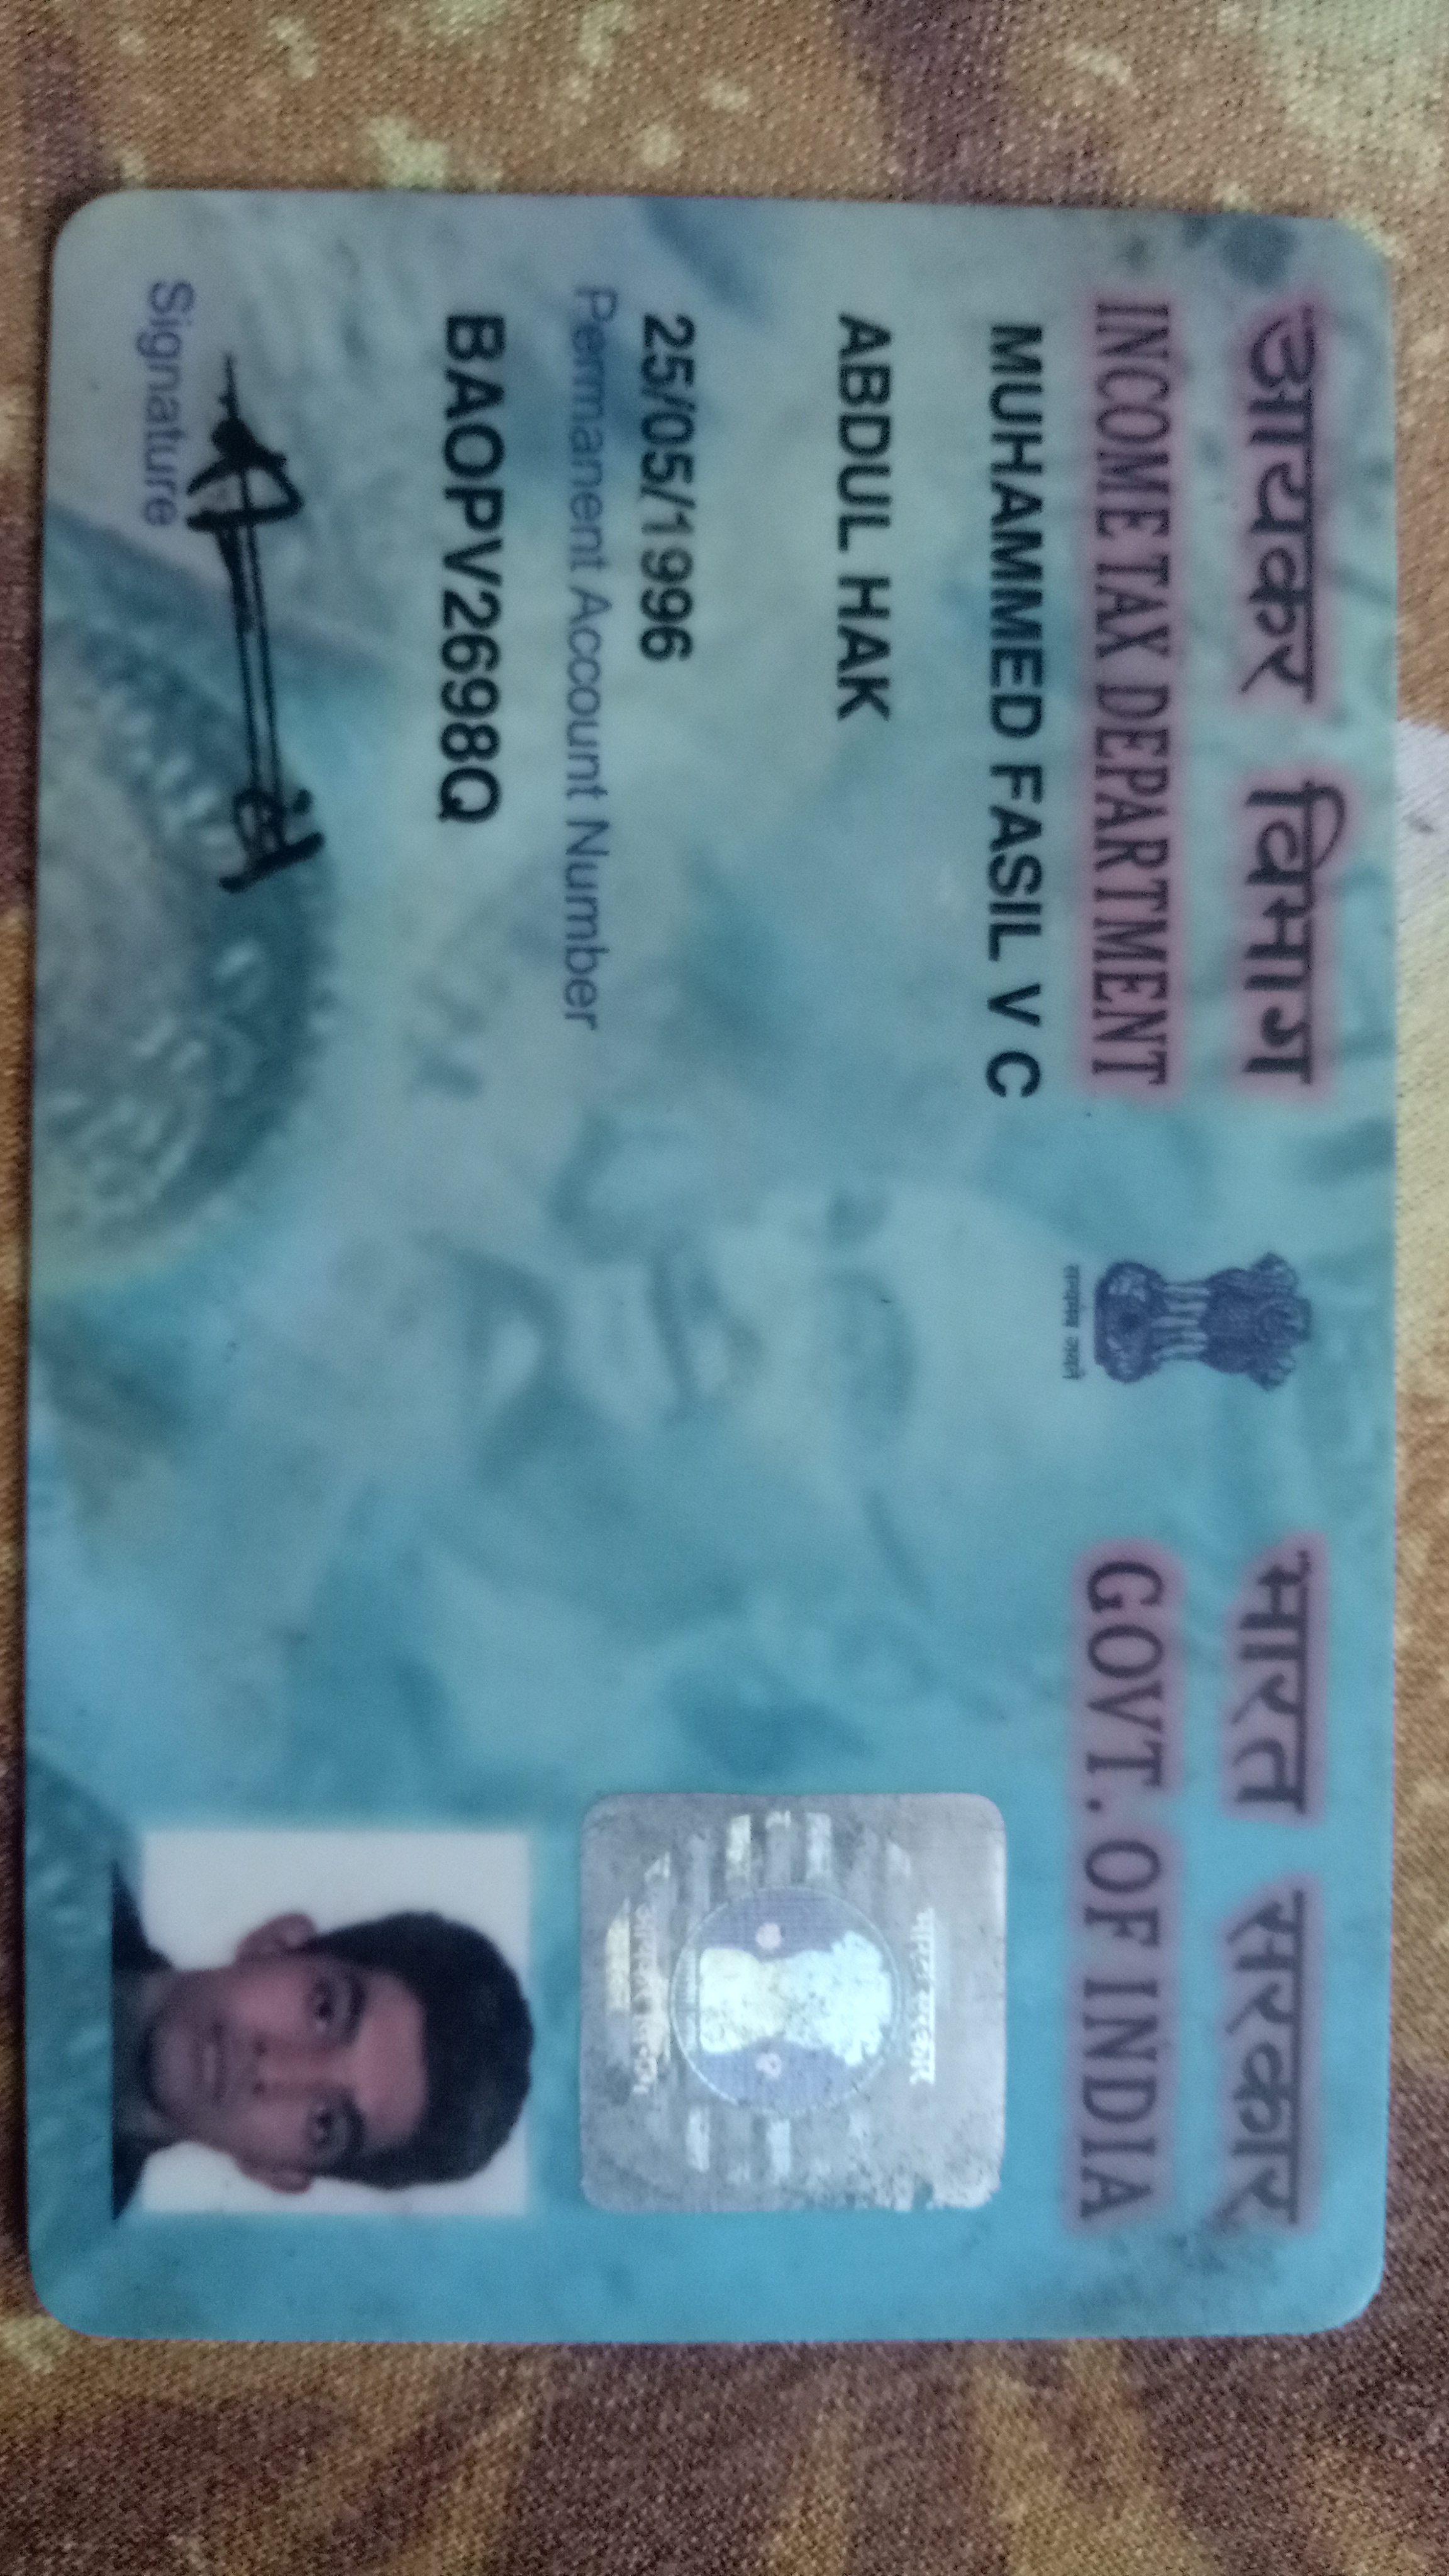 आयकर विभाग
INCOME TAX DEPARTMENT
सत्यमेव जयते
भारत सरकार
GOVT. OF INDIA
MUHAMMED FASIL V C
ABDUL HAK
25/05/1996
Permanent Account Number
BAOPV2698Q
Signature